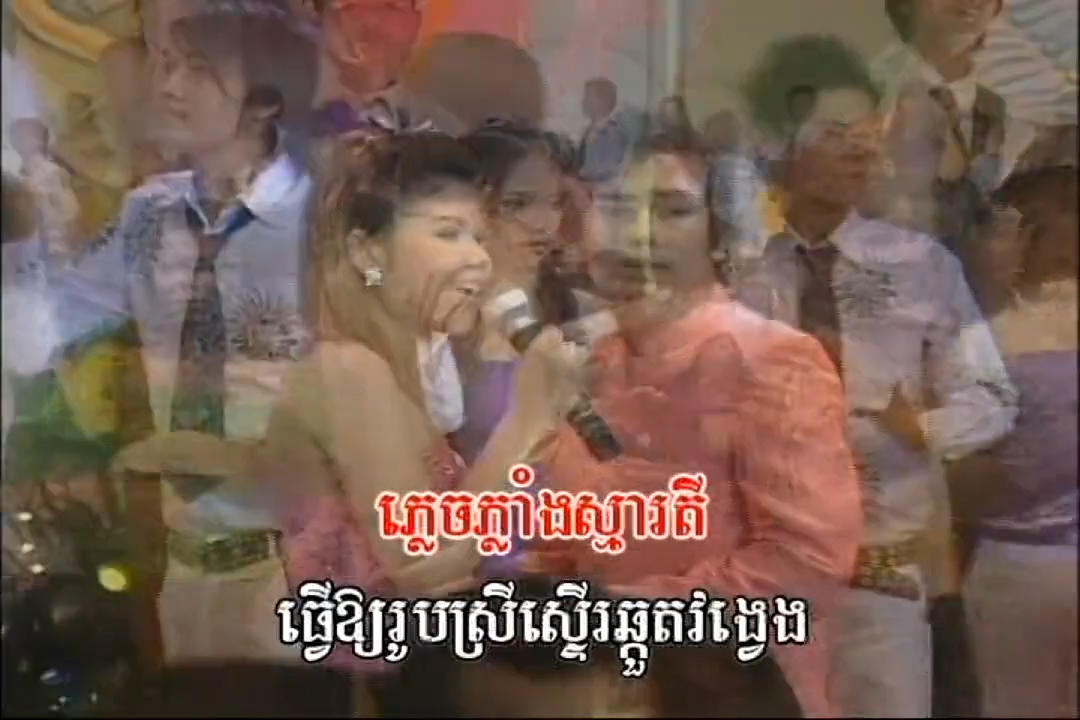 ភ្លេចភ្លាំងស្មារតី
ធ្វើឱ្យរូបស្រីស្ទើរឆ្កួតវង្វេង